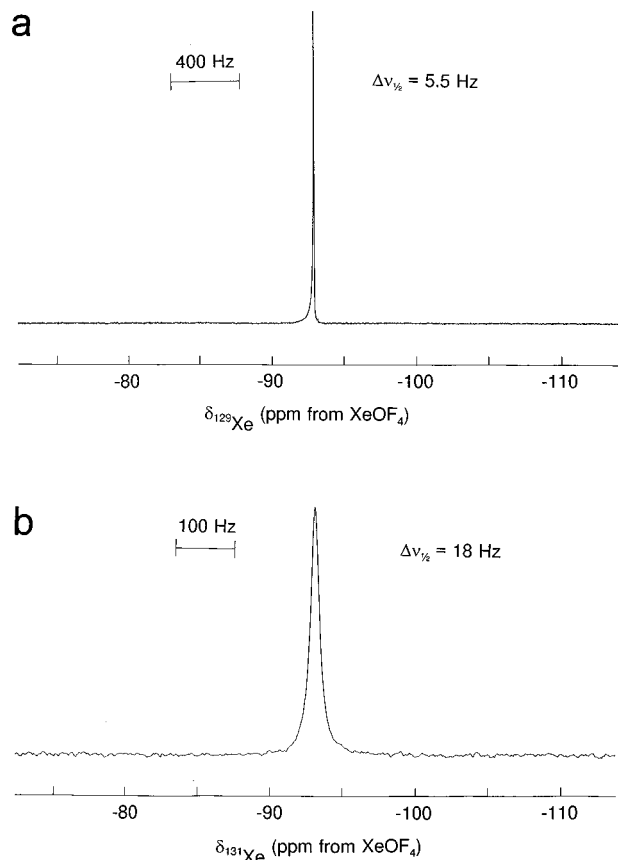 a
400 Hz
Δν½ = 5.5 Hz
-80 -90 -100 -110
δ129Xe (ppm from XeOF4)
b
100 Hz
Δν½ = 18 Hz
-80 -90 -100 -110
δ131Xe (ppm from XeOF4)